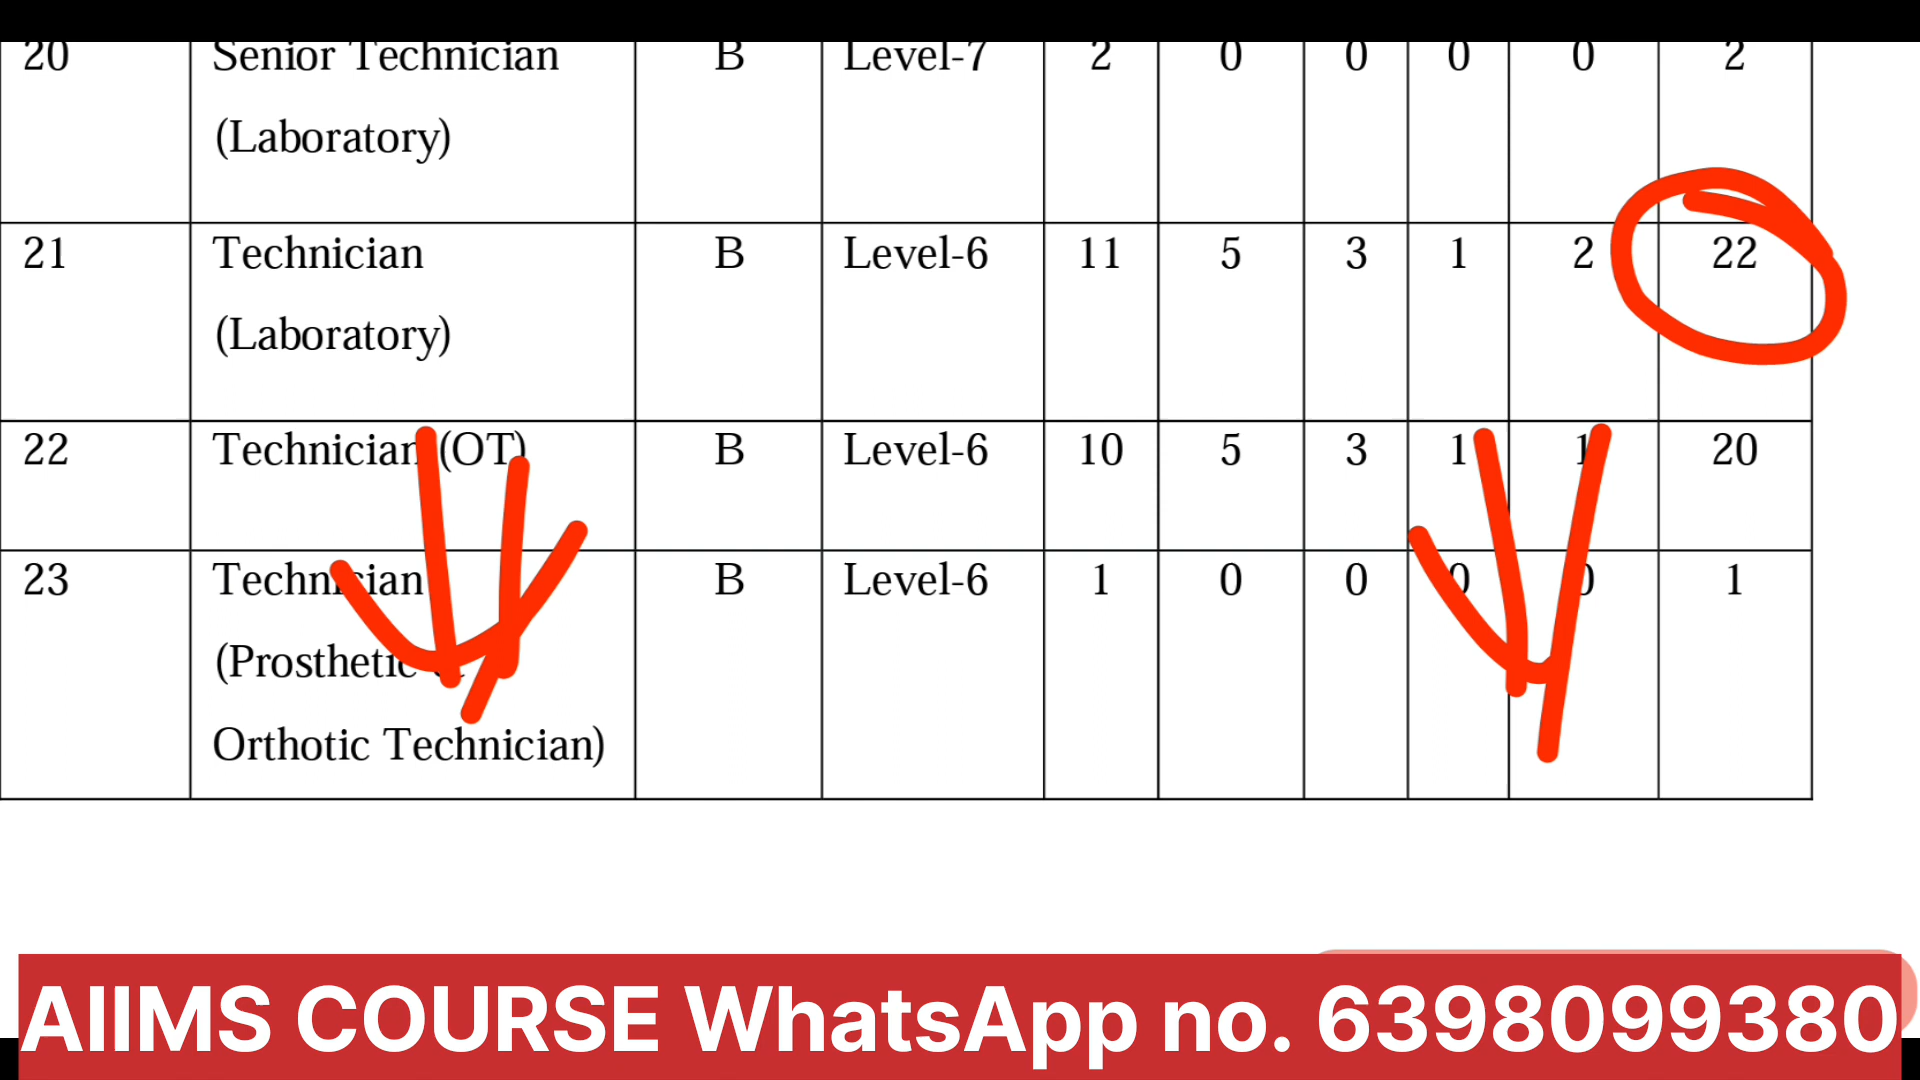 20 Senior Technician B Level-7 2 0 0 0 0 2
(Laboratory)
21 Technician B Level-6 11 5 3 1 2 22
(Laboratory)
22 Technician (OT) B Level-6 10 5 3 1 1 20
23 Technician B Level-6 1 0 0 0 0 1
(Prosthetic
Orthotic Technician)
AIIMS COURSE WhatsApp no. 6398099380